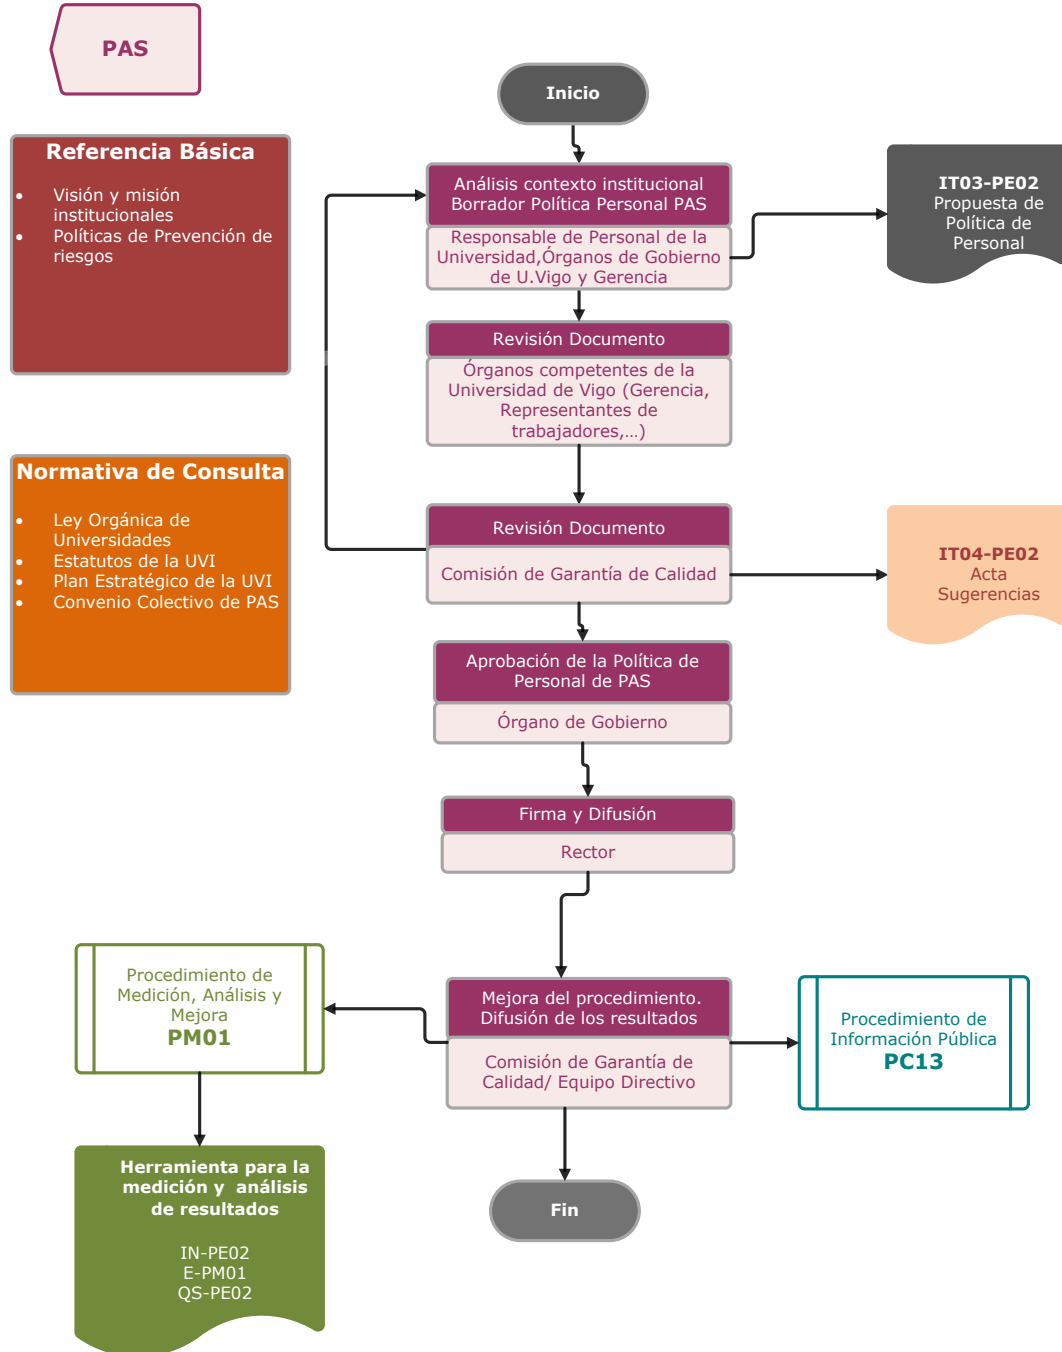 PAS
Inicio
Referencia Básica
• Visión y misión
institucionales
• Políticas de Prevención de
riesgos
Análisis contexto institucional
Borrador Política Personal PAS
Responsable de Personal de la
Universidad,Órganos de Gobierno
de U.Vigo y Gerencia
IT03-PE02
Propuesta de
Política de
Personal
Revisión Documento
Órganos competentes de la
Universidad de Vigo (Gerencia,
Representantes de
trabajadores,…)
Normativa de Consulta
• Ley Orgánica de
Universidades
• Estatutos de la UVI
• Plan Estratégico de la UVI
• Convenio Colectivo de PAS
Revisión Documento
Comisión de Garantía de Calidad
IT04-PE02
Acta
Sugerencias
Aprobación de la Política de
Personal de PAS
Órgano de Gobierno
Firma y Difusión
Rector
Procedimiento de
Medición, Análisis y
Mejora
PM01
Mejora del procedimiento.
Difusión de los resultados
Comisión de Garantía de
Calidad/ Equipo Directivo
Procedimiento de
Información Pública
PC13
Herramienta para la
medición y análisis
de resultados
IN-PE02
E-PM01
QS-PE02
Fin